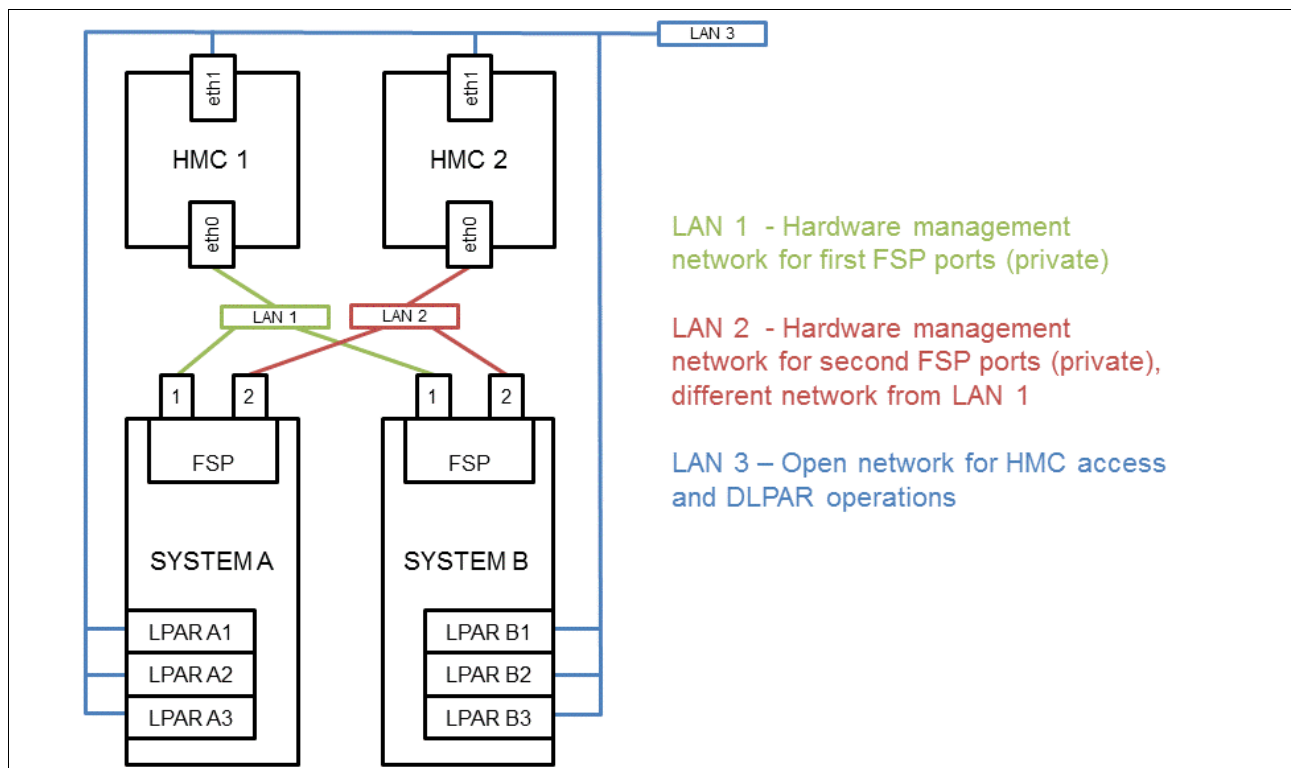 LAN 3
eth1
eth1
HMC 1
HMC 2
eth0
eth0
LAN 1
LAN 2
1
2
1
2
FSP
FSP
SYSTEM A
SYSTEM B
LPAR A1
LPAR B1
LPAR A2
LPAR B2
LPAR A3
LPAR B3
LAN 1 - Hardware management
network for first FSP ports (private)
LAN 2 - Hardware management
network for second FSP ports (private),
different network from LAN 1
LAN 3 – Open network for HMC access
and DLPAR operations